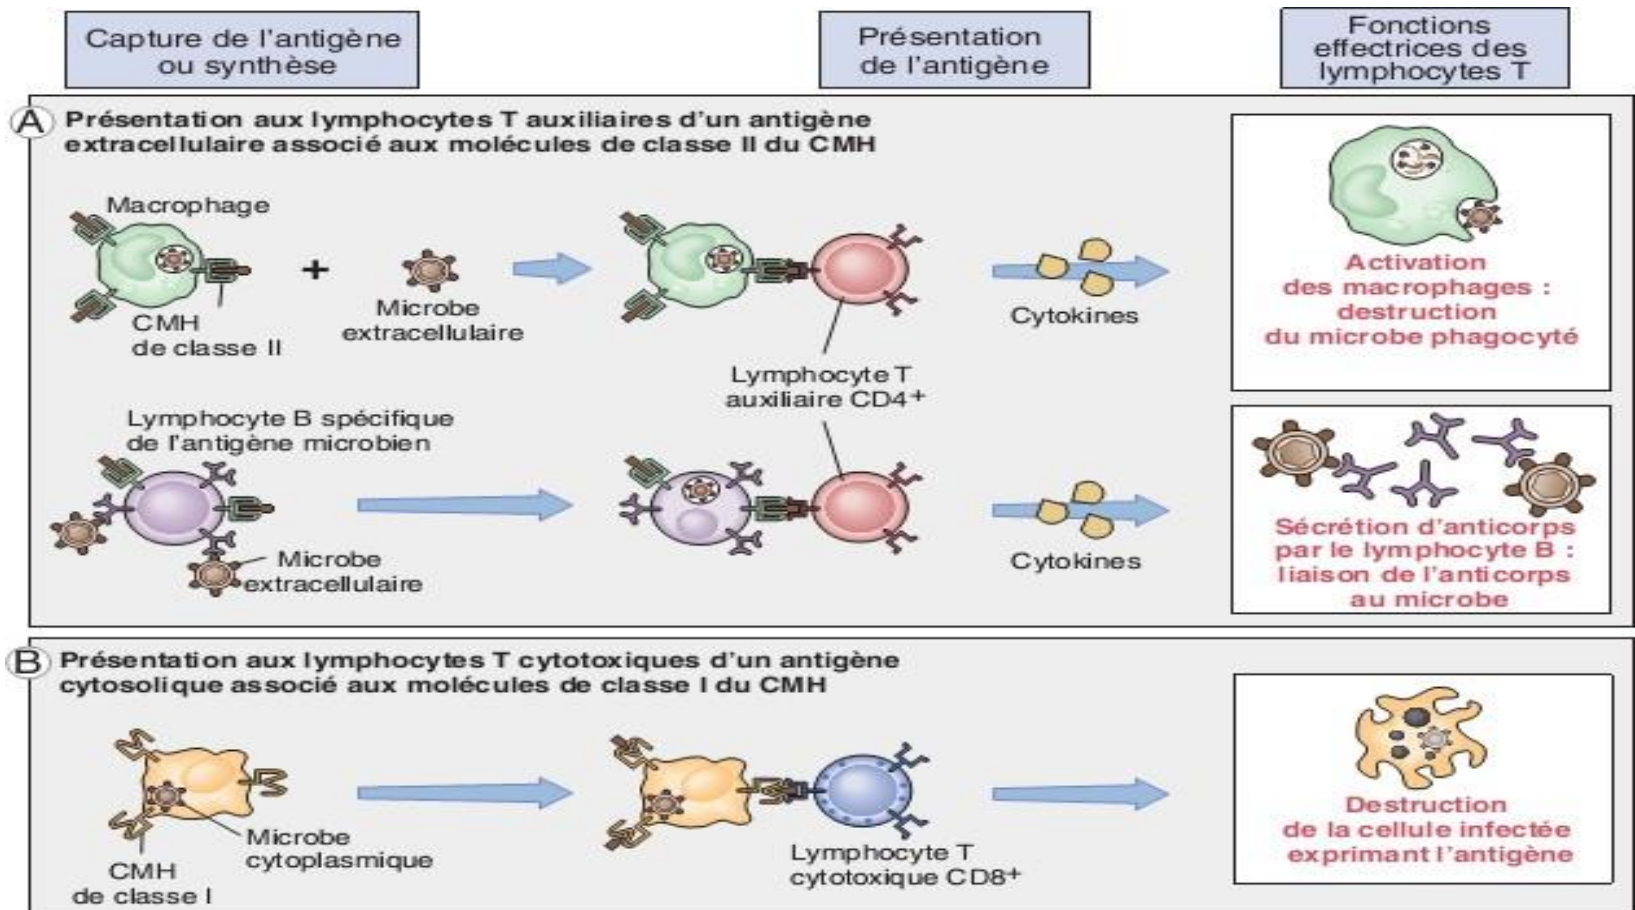 Capture de l'antigène
ou synthèse
Présentation
de l'antigène
Fonctions
effectrices des
lymphocytes T
A
Présentation aux lymphocytes T auxiliaires d'un antigène
extracellulaire associé aux molécules de classe II du CMH
Macrophage
+
CMH
de classe II
Microbe
extracellulaire
Lymphocyte T
auxiliaire CD4+
Cytokines
Activation
des macrophages :
destruction
du microbe phagocyté
Lymphocyte B spécifique
de l'antigène microbien
Microbe
extracellulaire
Cytokines
Sécrétion d'anticorps
par le lymphocyte B :
liaison de l'anticorps
au microbe
B
Présentation aux lymphocytes T cytotoxiques d'un antigène
cytosolique associé aux molécules de classe I du CMH
CMH
de classe I
Microbe
cytoplasmique
Lymphocyte T
cytotoxique CD8+
Destruction
de la cellule infectée
exprimant l'antigène